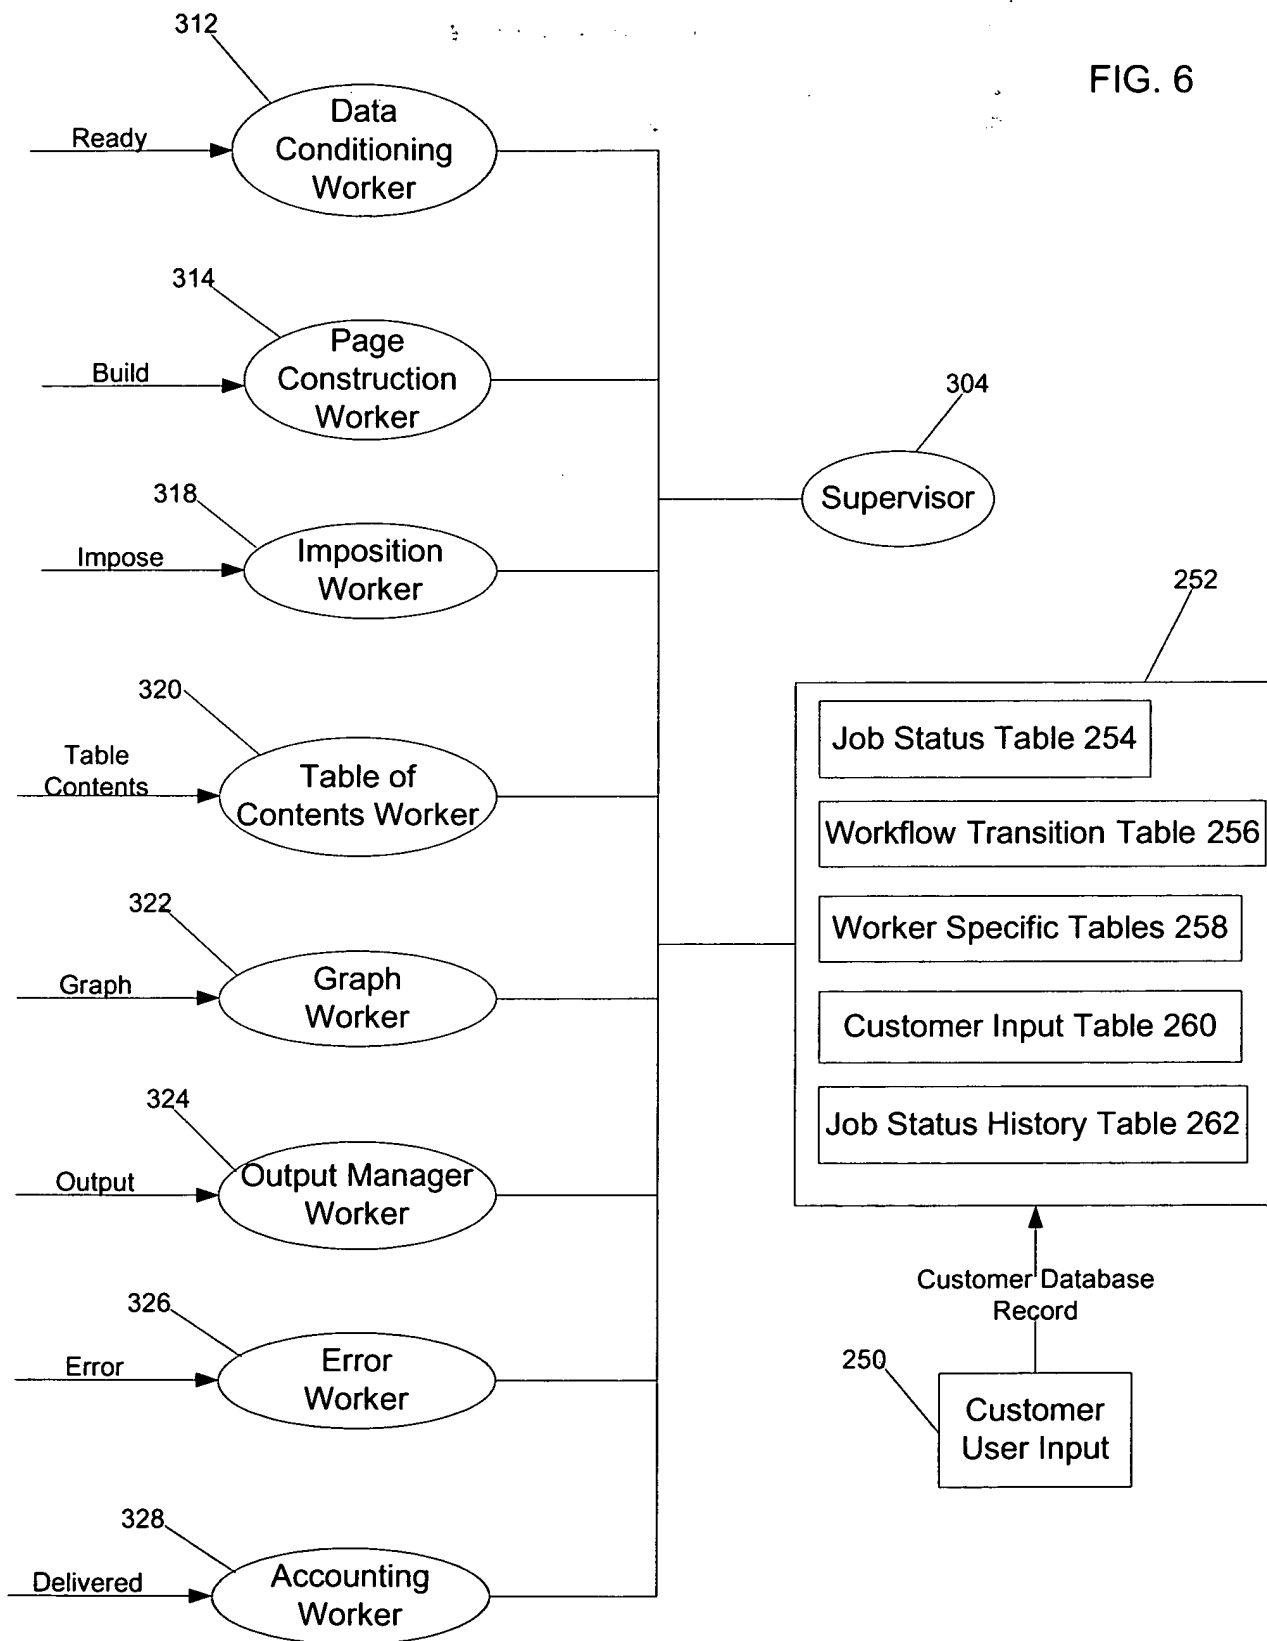 312
FIG. 6
Data
Conditioning
Worker
Ready
314
Page
Construction
Worker
Build
304
Supervisor
318
Imposition
Worker
Impose
252
320
Table
Contents
Table of
Contents Worker
Job Status Table 254
Workflow Transition Table 256
Worker Specific Tables 258
Customer Input Table 260
Job Status History Table 262
322
Graph
Graph
Worker
324
Output
Output Manager
Worker
Customer Database
Record
326
Error
Error
Worker
250
Customer
User Input
328
Delivered
Accounting
Worker